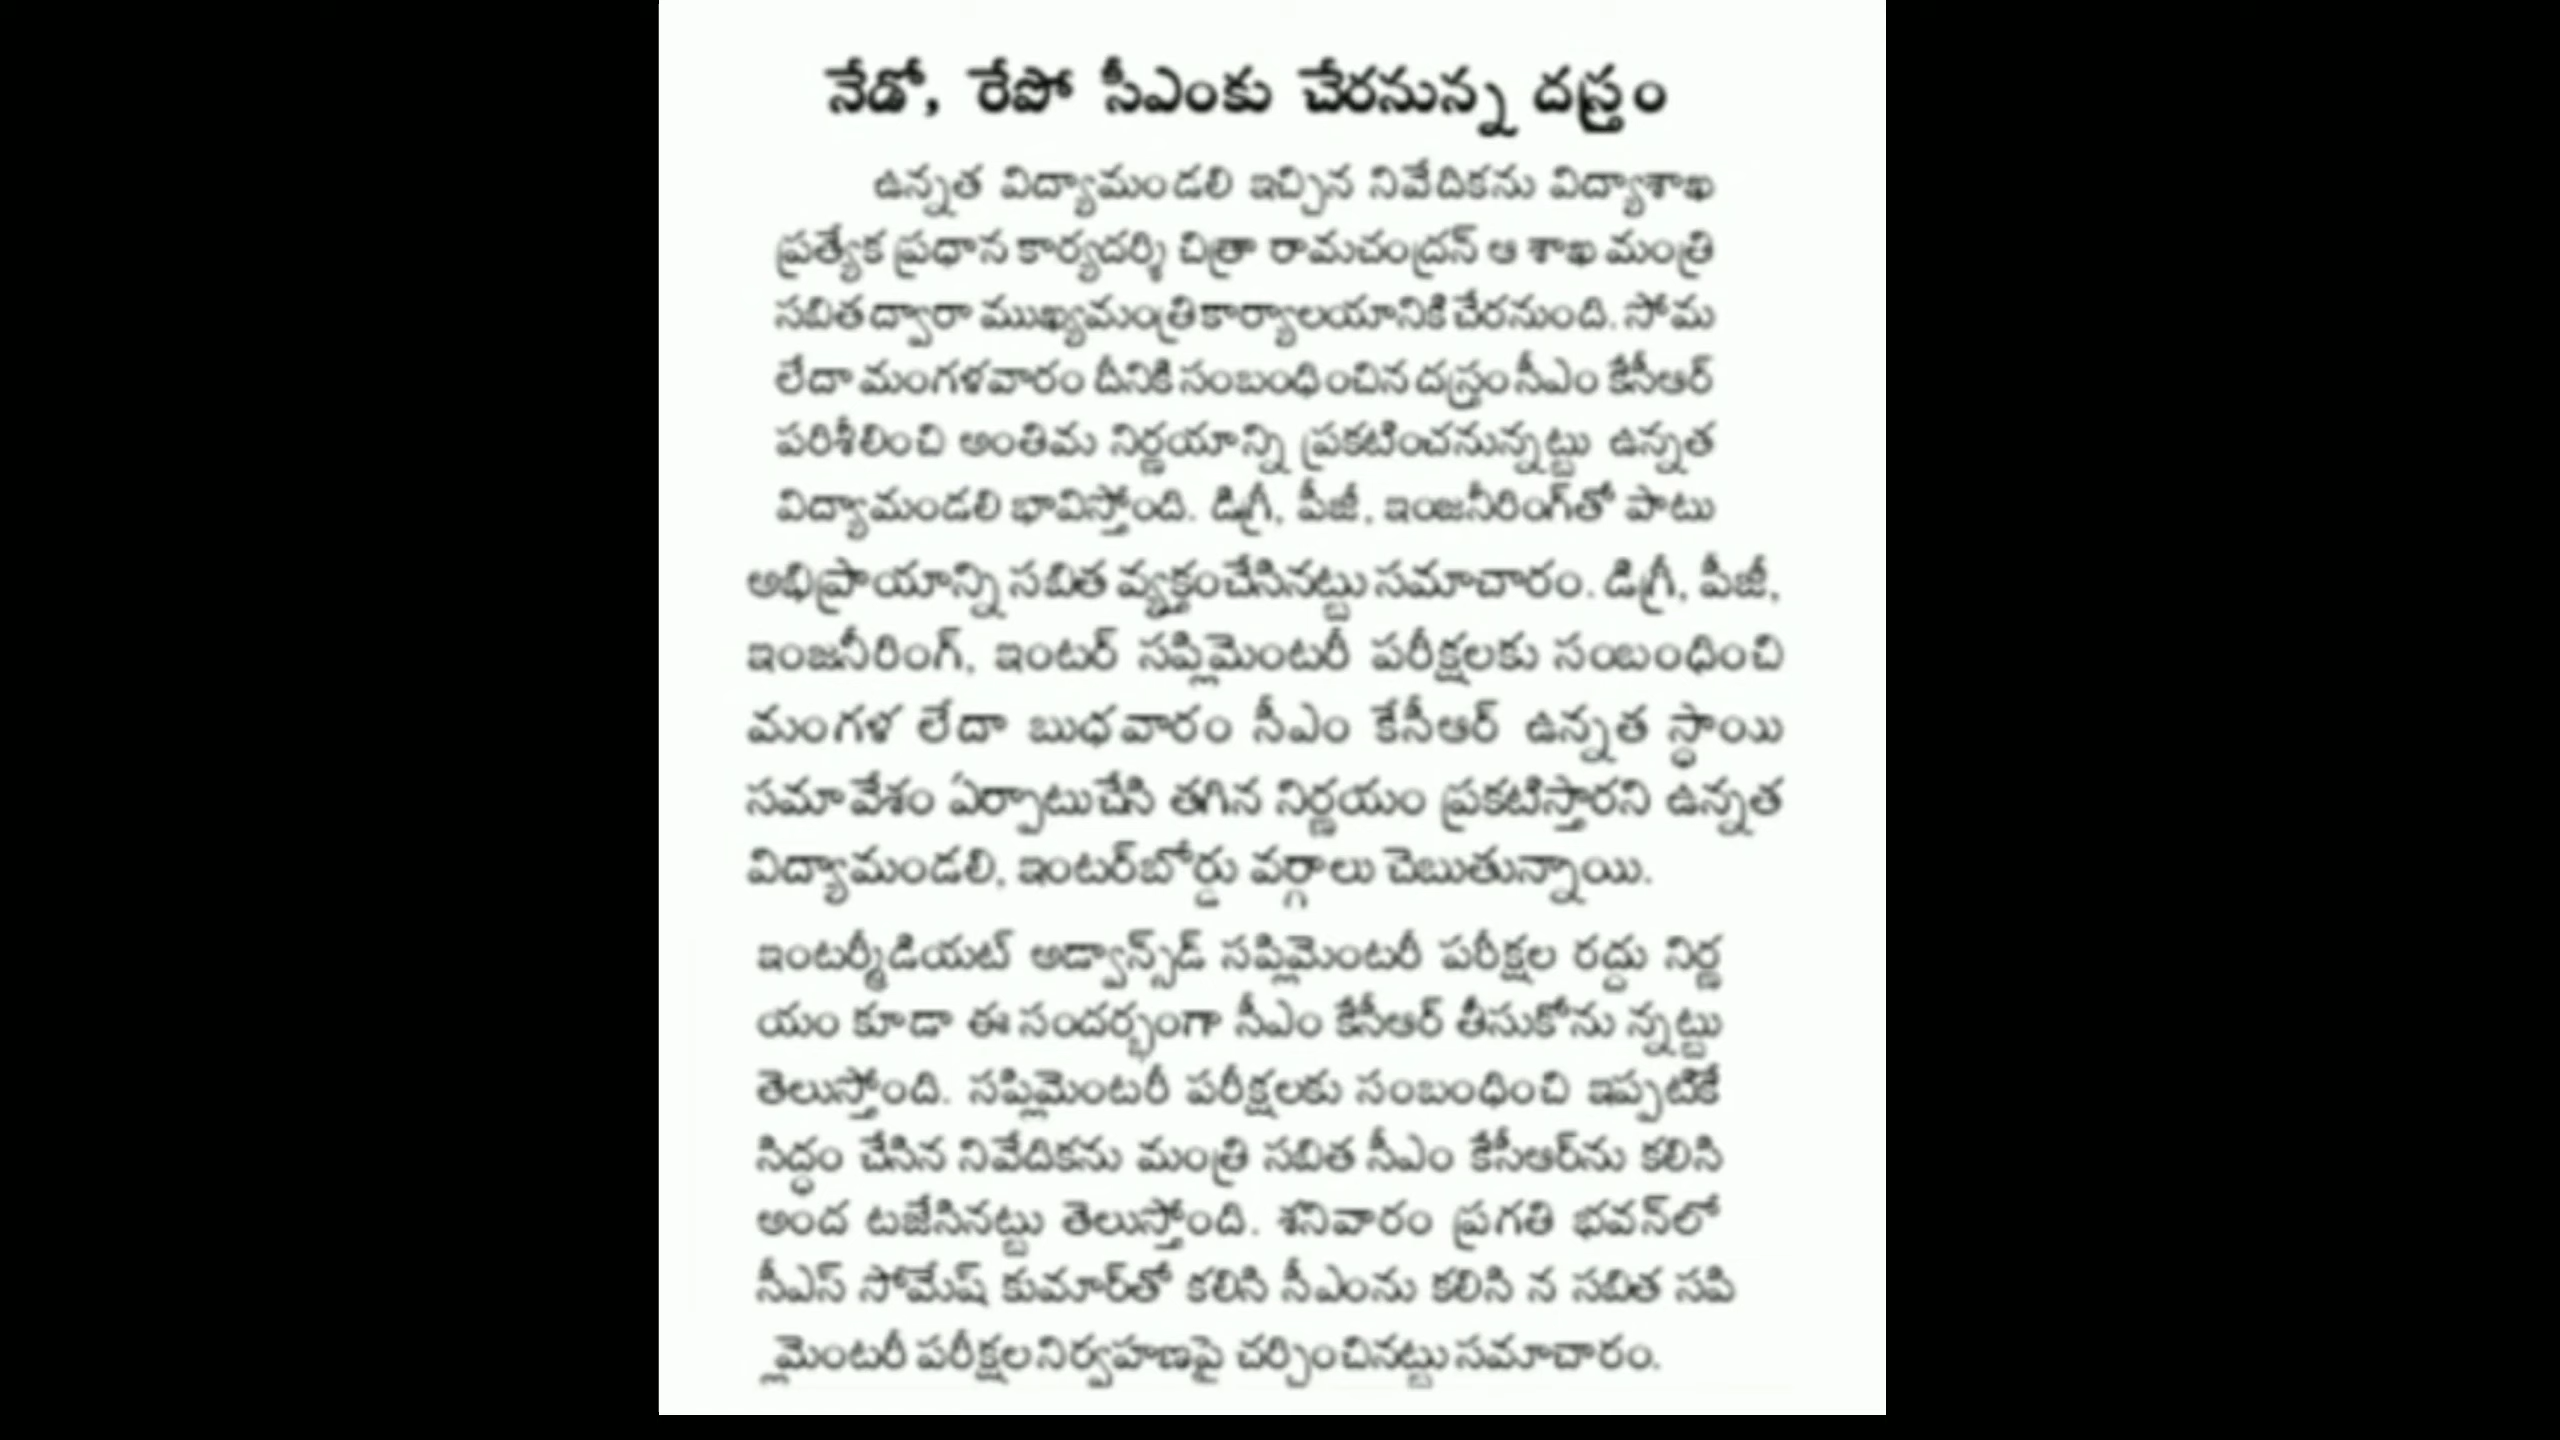 నేడో, రేపో సీఎంకు చేరనున్న దస్త్రం
ఉన్నత విద్యామండలి ఇచ్చిన నివేదికను విద్యాశాఖ
ప్రత్యేక ప్రధాన కార్యదర్శి చిత్రా రామచంద్రన్ ఆ శాఖ మంత్రి
సబిత ద్వారా ముఖ్యమంత్రి కార్యాలయానికి చేరనుంది. సోమ
లేదా మంగళవారం దీనికి సంబంధించిన దస్త్రం సీఎం కేసీఆర్
పరిశీలించి అంతిమ నిర్ణయాన్ని ప్రకటించనున్నట్టు ఉన్నత
విద్యామండలి భావిస్తోంది. డిగ్రీ, పీజీ, ఇంజనీరింగ్‌తో పాటు
అభిప్రాయాన్ని సబిత వ్యక్తంచేసినట్టు సమాచారం. డిగ్రీ, పీజీ,
ఇంజనీరింగ్, ఇంటర్ సప్లిమెంటరీ పరీక్షలకు సంబంధించి
మంగళ లేదా బుధవారం సీఎం కేసీఆర్ ఉన్నత స్థాయి
సమావేశం ఏర్పాటుచేసి తగిన నిర్ణయం ప్రకటిస్తారని ఉన్నత
విద్యామండలి, ఇంటర్‌బోర్డు వర్గాలు చెబుతున్నాయి.
ఇంటర్మీడియట్ అడ్వాన్స్‌డ్ సప్లిమెంటరీ పరీక్షల రద్దు నిర్ణ
యం కూడా ఈ సందర్భంగా సీఎం కేసీఆర్ తీసుకోను న్నట్టు
తెలుస్తోంది. సప్లిమెంటరీ పరీక్షలకు సంబంధించి ఇప్పటికే
సిద్ధం చేసిన నివేదికను మంత్రి సబిత సీఎం కేసీఆర్‌ను కలిసి
అంద టజేసినట్టు తెలుస్తోంది. శనివారం ప్రగతి భవన్‌లో
సీఎస్ సోమేష్ కుమార్‌తో కలిసి సీఎంను కలిసి న సబిత సపి
్లమెంటరీ పరీక్షల నిర్వహణపై చర్చించినట్టు సమాచారం.